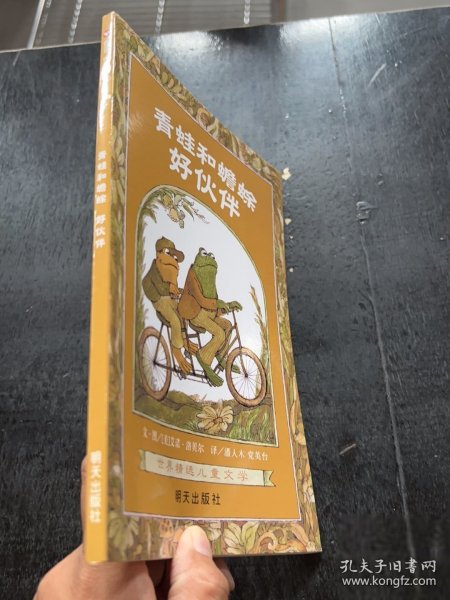 青蛙和蟾蜍
好伙伴
文·图/[美]艾诺·洛贝尔 译/潘人木·党英台
世界精选儿童文学
明天出版社
青蛙和蟾蜍 好伙伴
明天出版社
孔夫子旧书网
www.kongfz.com